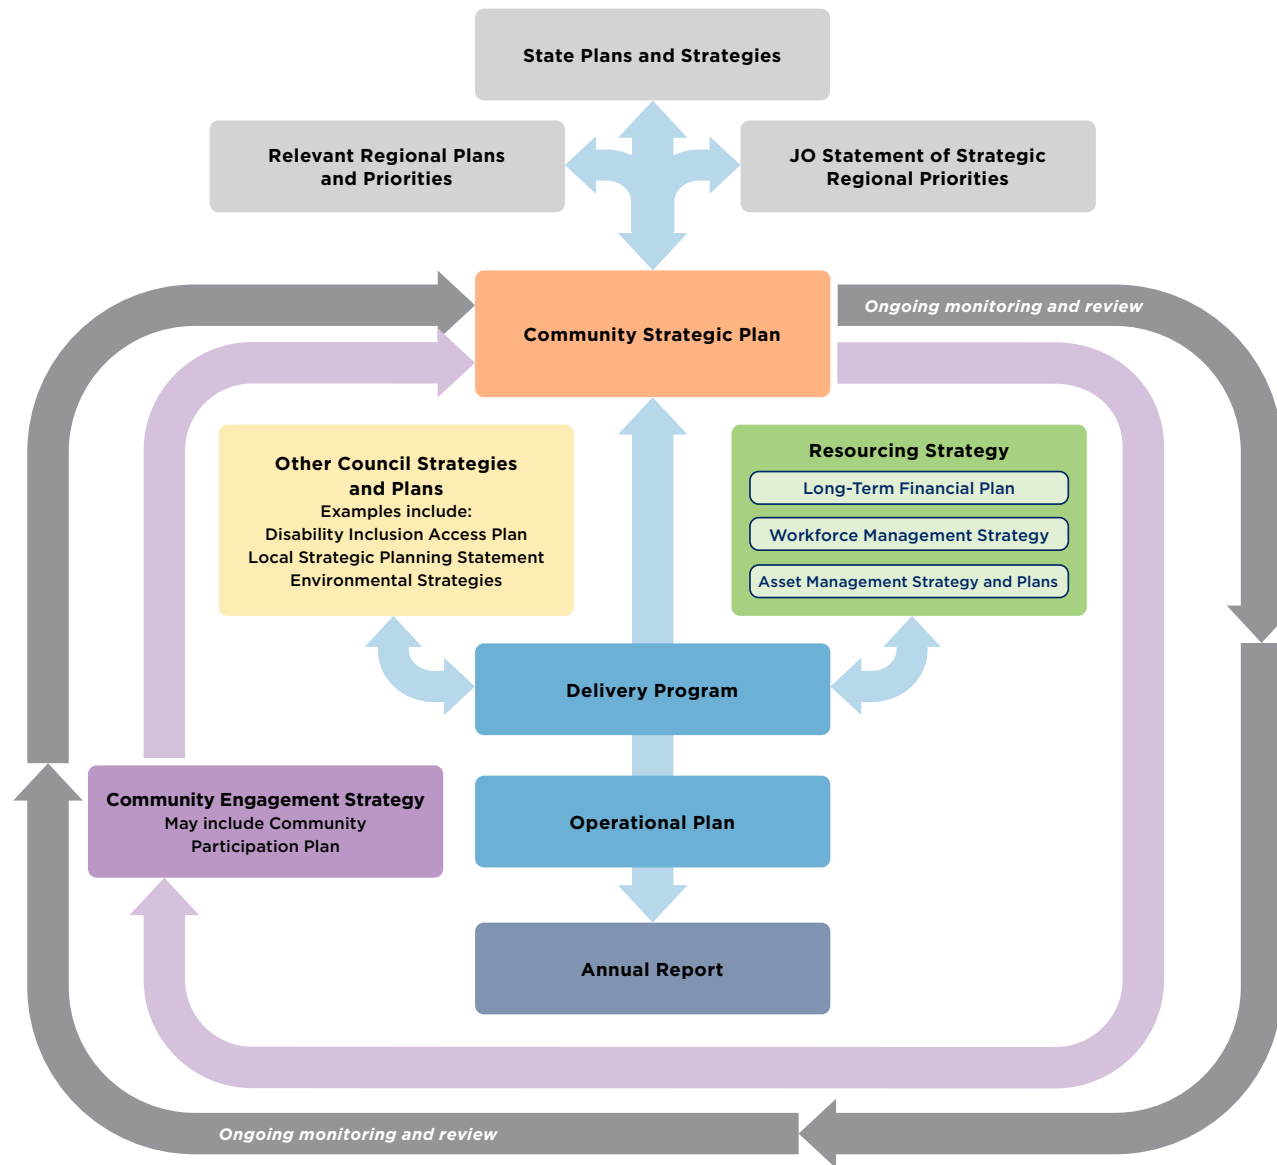 State Plans and Strategies
Relevant Regional Plans
and Priorities
JO Statement of Strategic
Regional Priorities
Community Strategic Plan
Ongoing monitoring and review
Other Council Strategies
and Plans
Examples include:
Disability Inclusion Access Plan
Local Strategic Planning Statement
Environmental Strategies
Resourcing Strategy
Long-Term Financial Plan
Workforce Management Strategy
Asset Management Strategy and Plans
Delivery Program
Community Engagement Strategy
May include Community
Participation Plan
Operational Plan
Annual Report
Ongoing monitoring and review